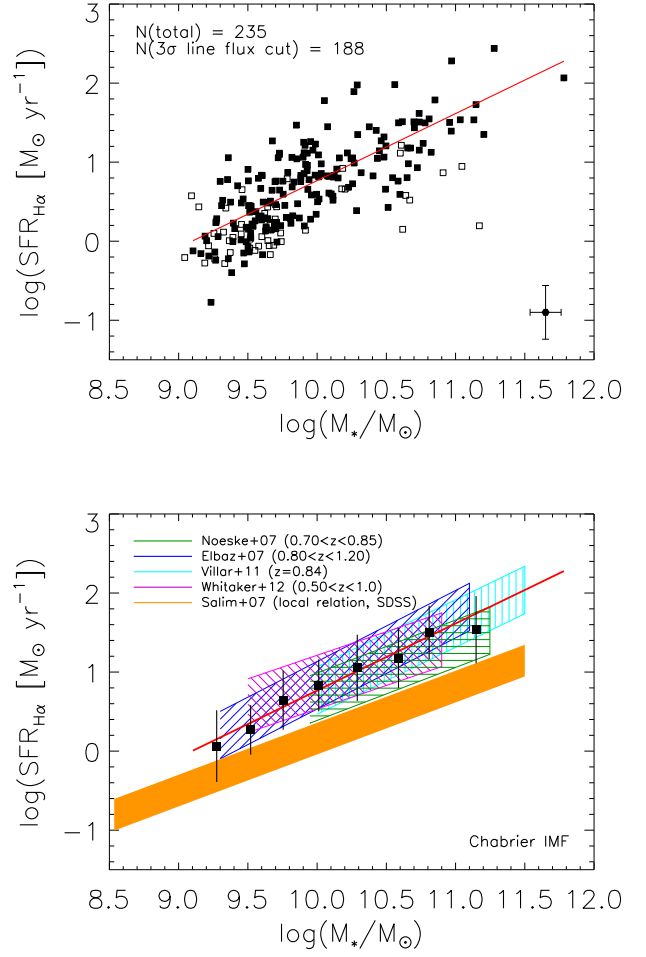 N(total) = 235
N(3σ line flux cut) = 188
log(SFR_Hα [M_⊙ yr⁻¹])
3
2
1
0
−1
8.5 9.0 9.5 10.0 10.5 11.0 11.5 12.0
log(M_*/M_⊙)
Noeske+07 (0.70<z<0.85)
Elbaz+07 (0.80<z<1.20)
Villar+11 (z=0.84)
Whitaker+12 (0.50<z<1.0)
Salim+07 (local relation, SDSS)
log(SFR_Hα [M_⊙ yr⁻¹])
3
2
1
0
−1
Chabrier IMF
8.5 9.0 9.5 10.0 10.5 11.0 11.5 12.0
log(M_*/M_⊙)